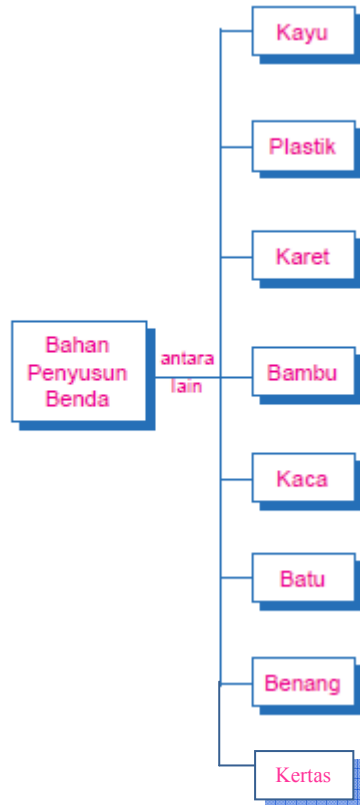 Kayu
Plastik
Karet
Bahan
Penyusun
Benda
antara
lain
Bambu
Kaca
Batu
Benang
Kertas